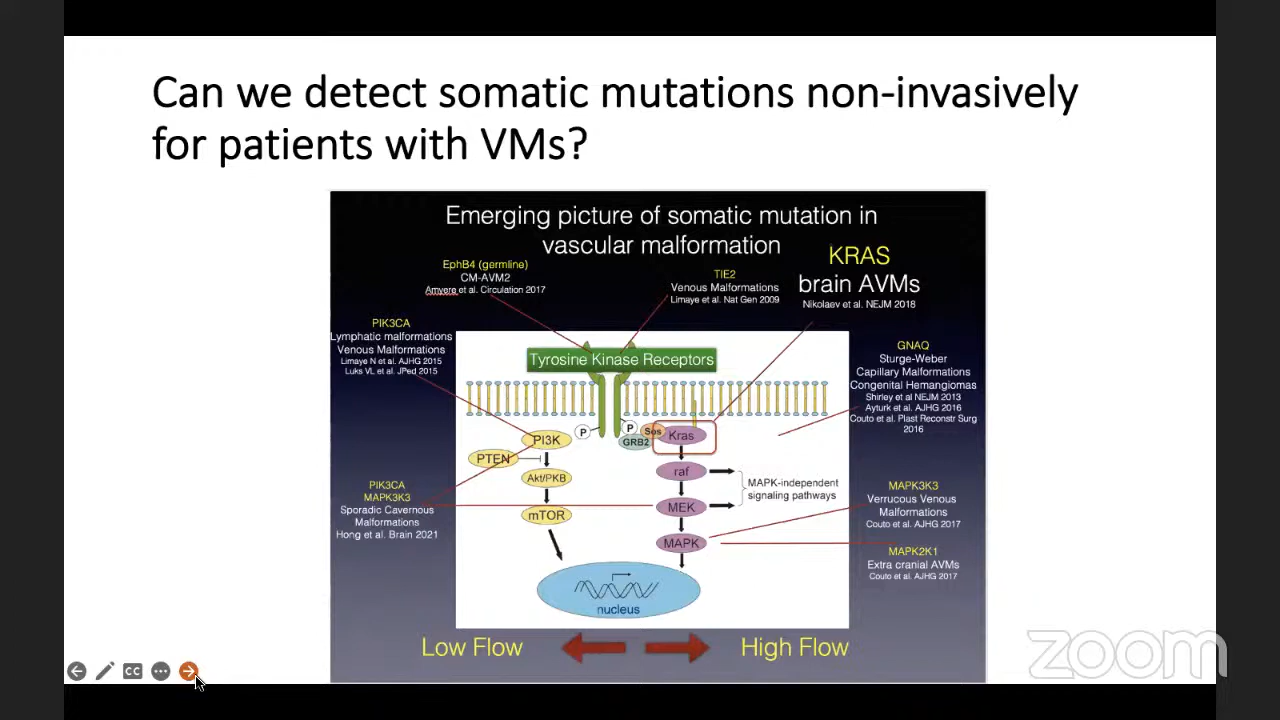 Can we detect somatic mutations non-invasively
for patients with VMs?
Emerging picture of somatic mutation in
vascular malformation
EphB4 (germline)
CM-AVM2
Amyere et al. Circulation 2017
TIE2
Venous Malformations
Limaye et al. Nat Gen 2009
KRAS
brain AVMs
Nikolaev et al. NEJM 2018
PIK3CA
Lymphatic malformations
Venous Malformations
Limaye N et al. AJHG 2015
Luks VL et al. JPed 2015
GNAQ
Sturge-Weber
Capillary Malformations
Congenital Hemangiomas
Shirley et al NEJM 2013
Ayturk et al. AJHG 2016
Couto et al. Plast Reconstr Surg
2016
Tyrosine Kinase Receptors
P
P
Sos
GRB2
Kras
PI3K
PTEN
Akt/PKB
mTOR
raf
MEK
MAPK
MAPK-independent
signaling pathways
nucleus
PIK3CA
MAPK3K3
Sporadic Cavernous
Malformations
Hong et al. Brain 2021
MAPK3K3
Verrucous Venous
Malformations
Couto et al. AJHG 2017
MAPK2K1
Extra cranial AVMs
Couto et al. AJHG 2017
Low Flow
High Flow
CC
zoom